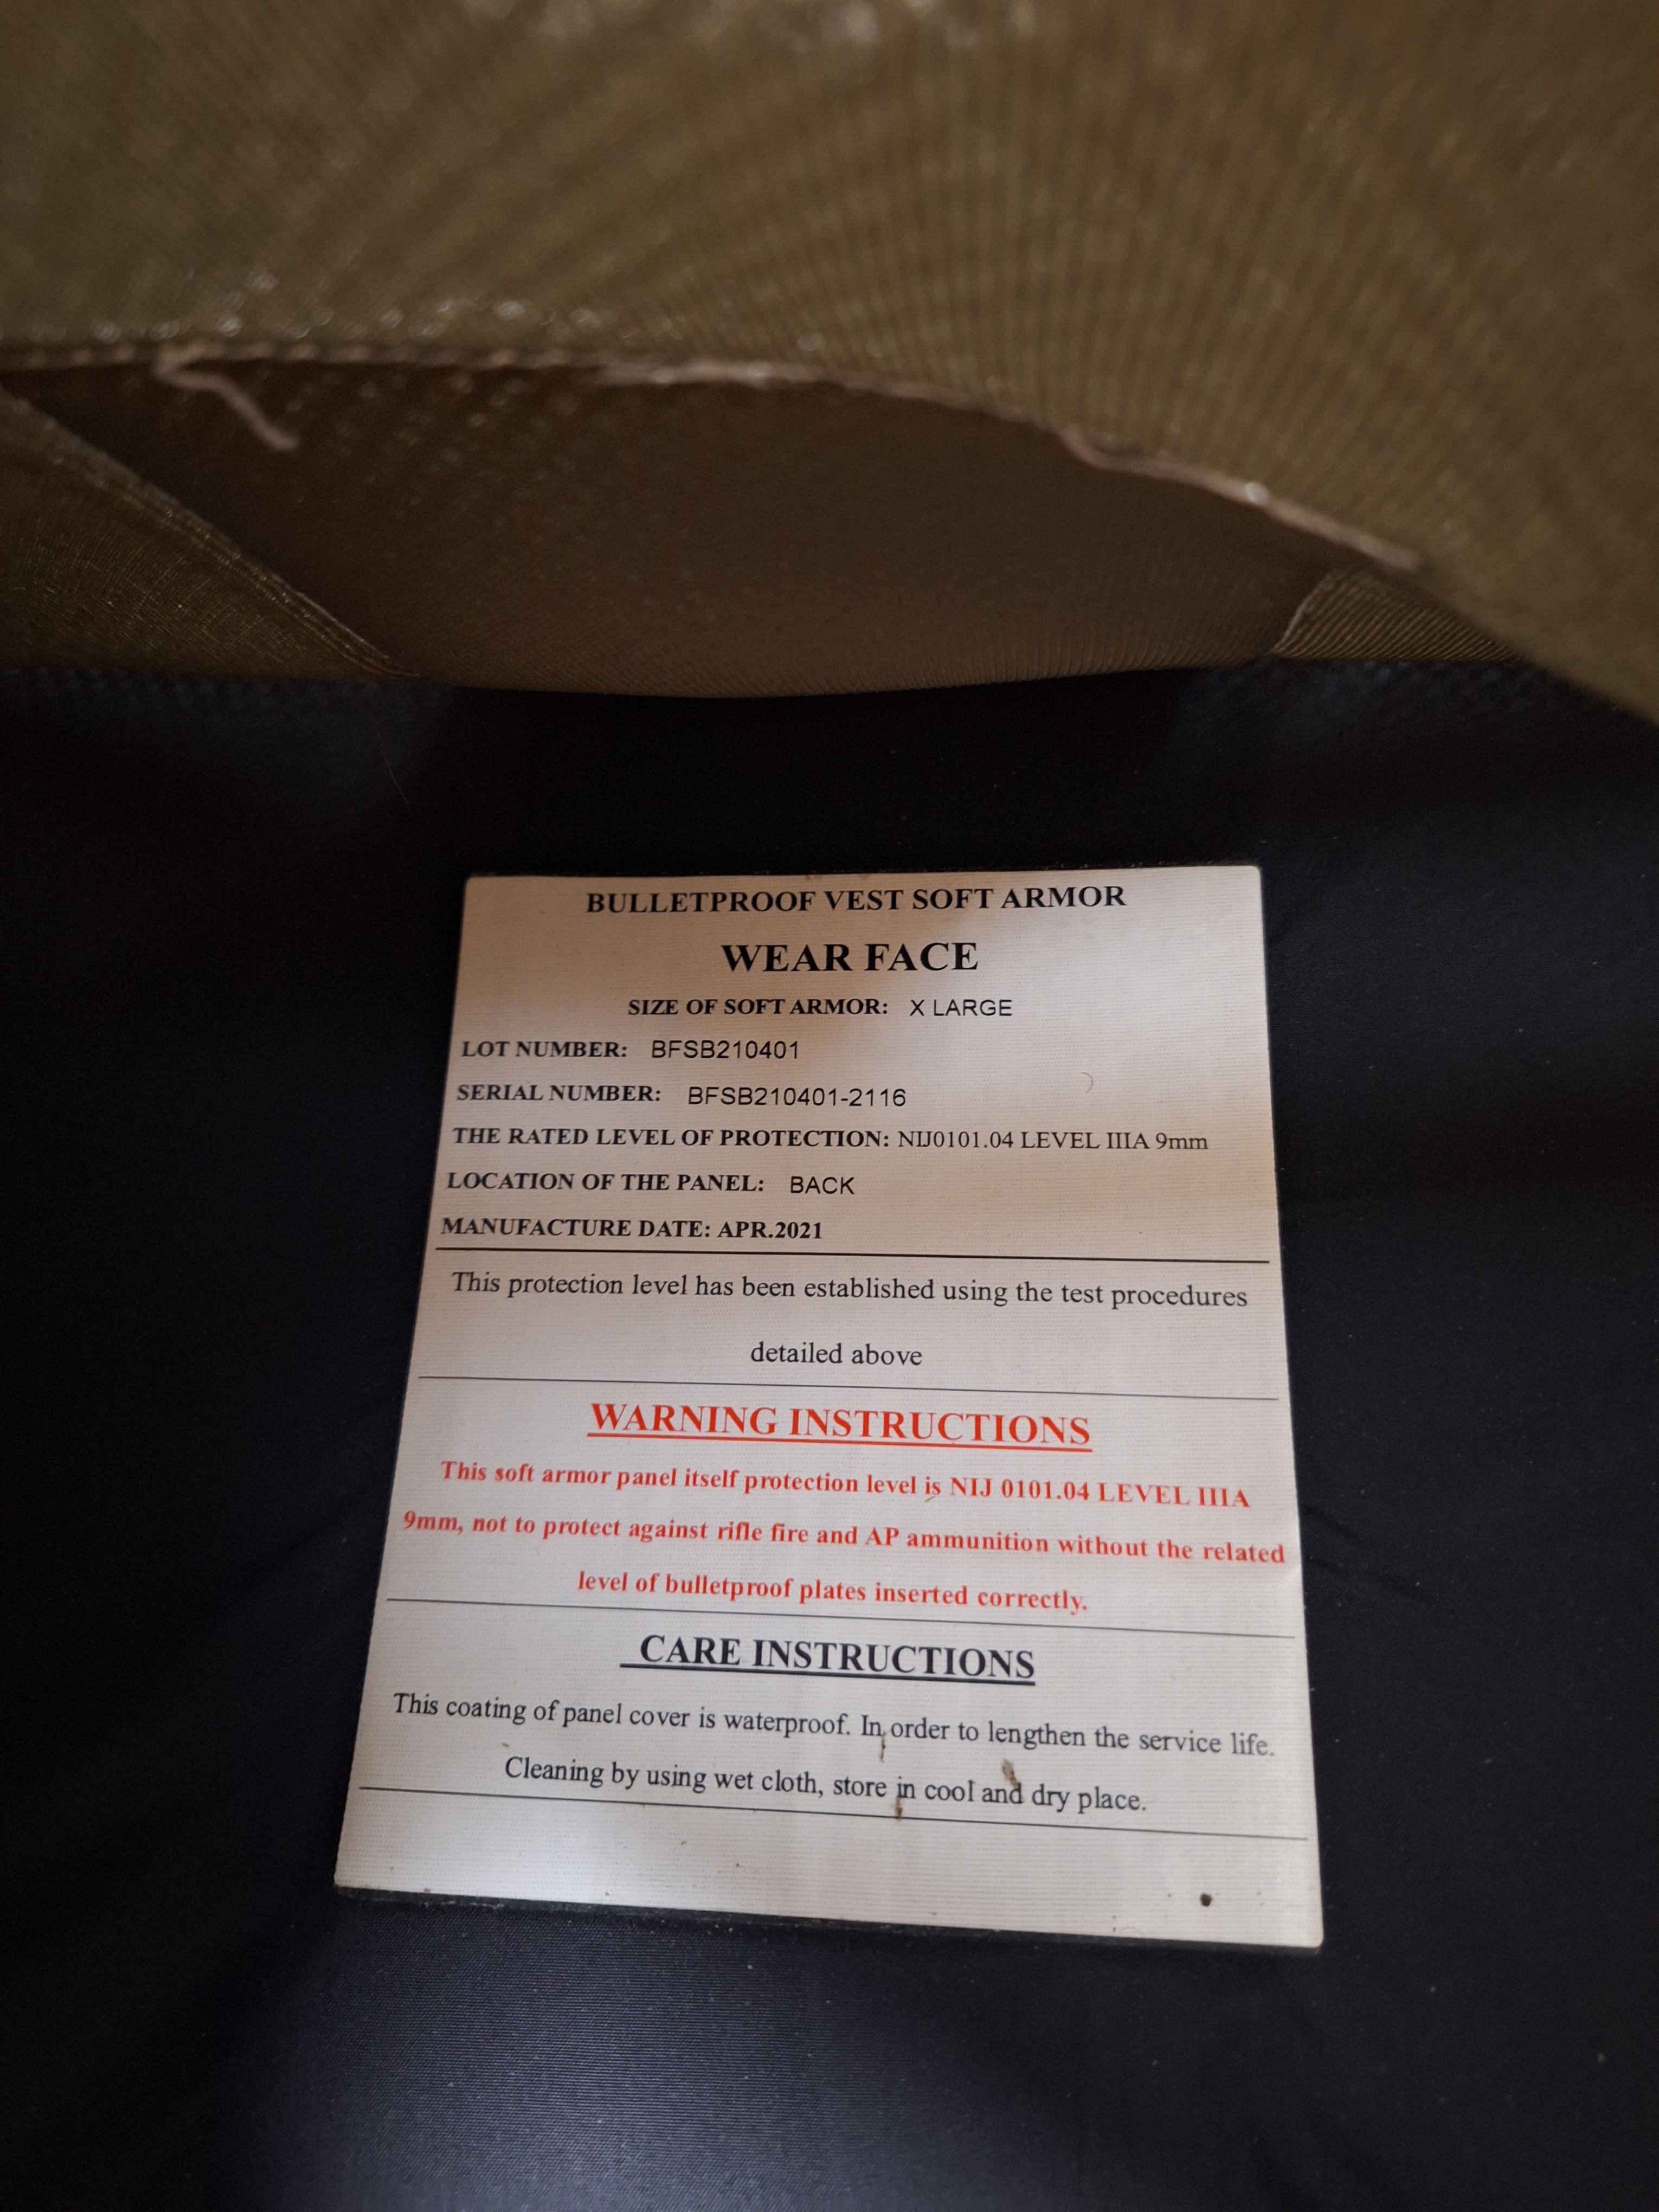 BULLETPROOF VEST SOFT ARMOR
WEAR FACE
SIZE OF SOFT ARMOR: X LARGE
LOT NUMBER: BFSB210401
SERIAL NUMBER: BFSB210401-2116
THE RATED LEVEL OF PROTECTION: NIJ0101.04 LEVEL IIIA 9mm
LOCATION OF THE PANEL: BACK
MANUFACTURE DATE: APR.2021
This protection level has been established using the test procedures
detailed above
WARNING INSTRUCTIONS
This soft armor panel itself protection level is NIJ 0101.04 LEVEL IIIA
9mm, not to protect against rifle fire and AP ammunition without the related
level of bulletproof plates inserted correctly.
CARE INSTRUCTIONS
This coating of panel cover is waterproof. In order to lengthen the service life.
Cleaning by using wet cloth, store in cool and dry place.